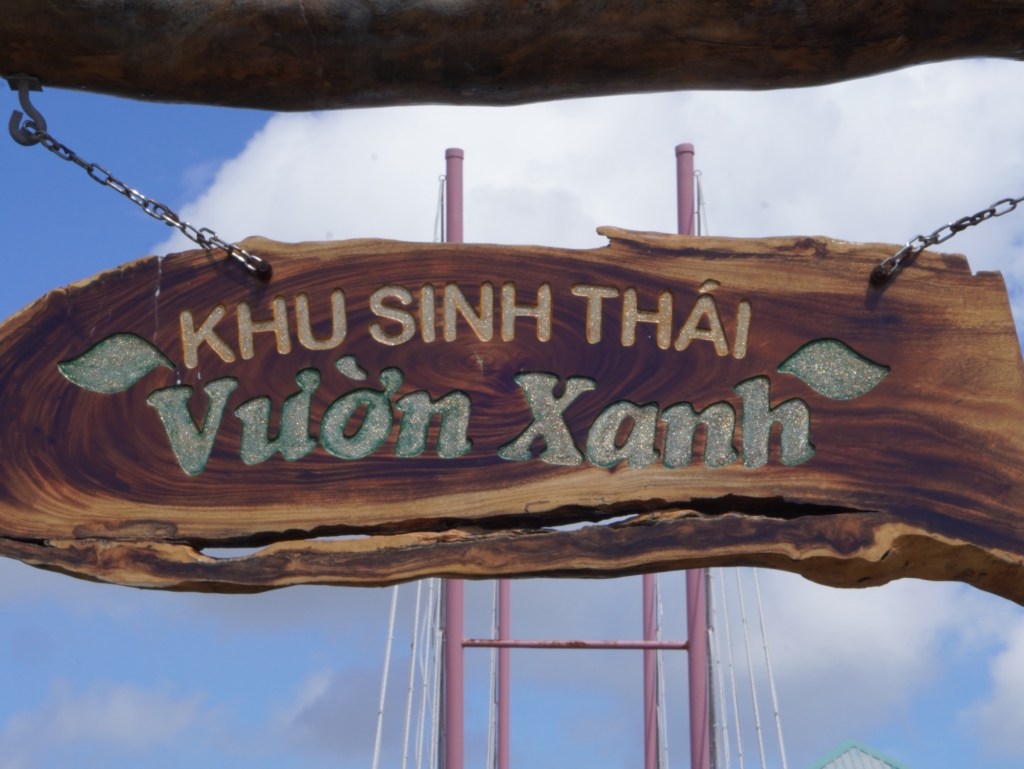 KHU SINH THÁI
Vườn Xanh